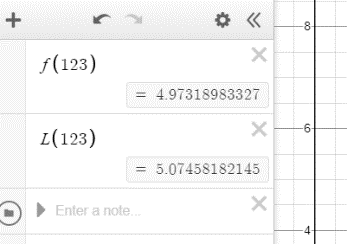 8
f(123)
= 4.97318983327
6
L(123)
= 5.07458182145
Enter a note...
4